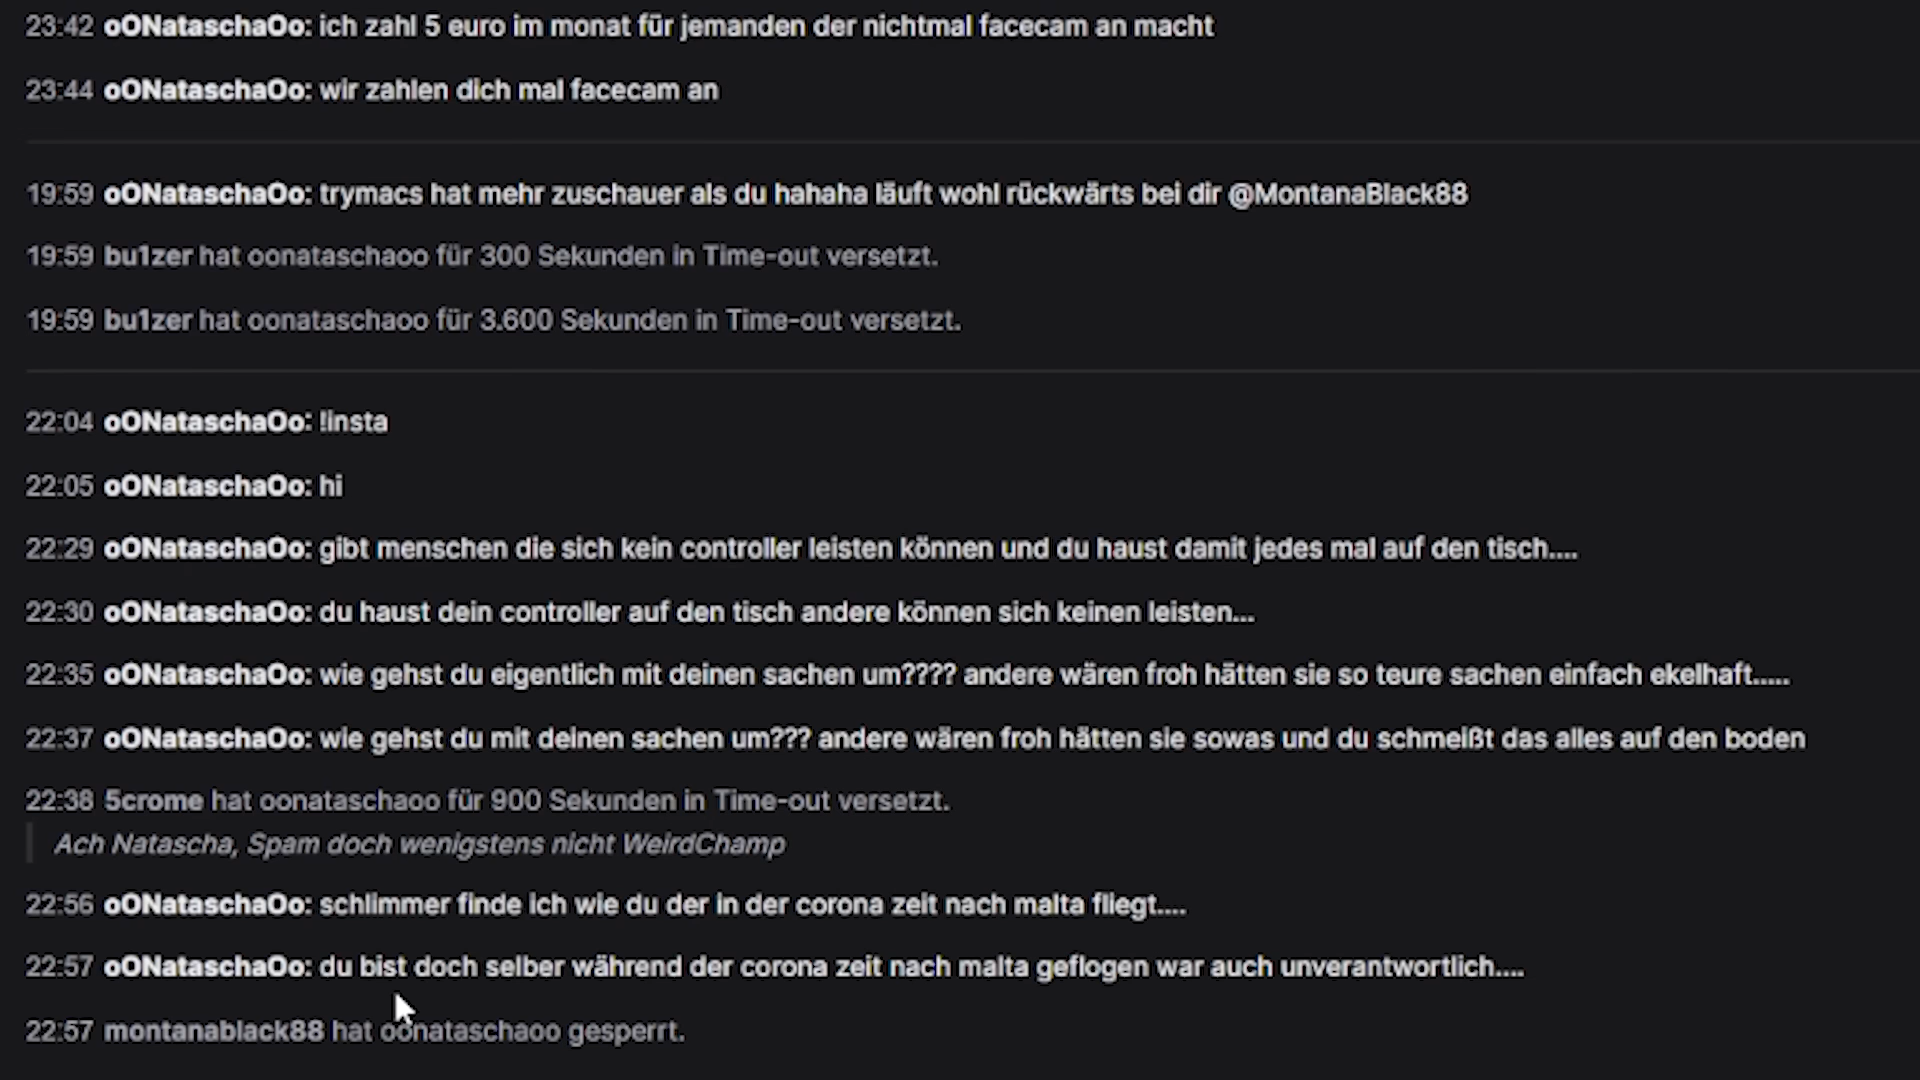 23:42 oONataschaOo: ich zahl 5 euro im monat für jemanden der nichtmal facecam an macht
23:44 oONataschaOo: wir zahlen dich mal facecam an
19:59 oONataschaOo: trymacs hat mehr zuschauer als du hahaha läuft wohl rückwärts bei dir @MontanaBlack88
19:59 bu1zer hat oonataschaoo für 300 Sekunden in Time-out versetzt.
19:59 bu1zer hat oonataschaoo für 3.600 Sekunden in Time-out versetzt.
22:04 oONataschaOo: !insta
22:05 oONataschaOo: hi
22:29 oONataschaOo: gibt menschen die sich kein controller leisten können und du haust damit jedes mal auf den tisch....
22:30 oONataschaOo: du haust dein controller auf den tisch andere können sich keinen leisten...
22:35 oONataschaOo: wie gehst du eigentlich mit deinen sachen um???? andere wären froh hätten sie so teure sachen einfach ekelhaft.....
22:37 oONataschaOo: wie gehst du mit deinen sachen um??? andere wären froh hätten sie sowas und du schmeißt das alles auf den boden
22:38 5crome hat oonataschaoo für 900 Sekunden in Time-out versetzt.
Ach Natascha, Spam doch wenigstens nicht WeirdChamp
22:56 oONataschaOo: schlimmer finde ich wie du der in der corona zeit nach malta fliegt....
22:57 oONataschaOo: du bist doch selber während der corona zeit nach malta geflogen war auch unverantwortlich....
22:57 montanablack88 hat oonataschaoo gesperrt.